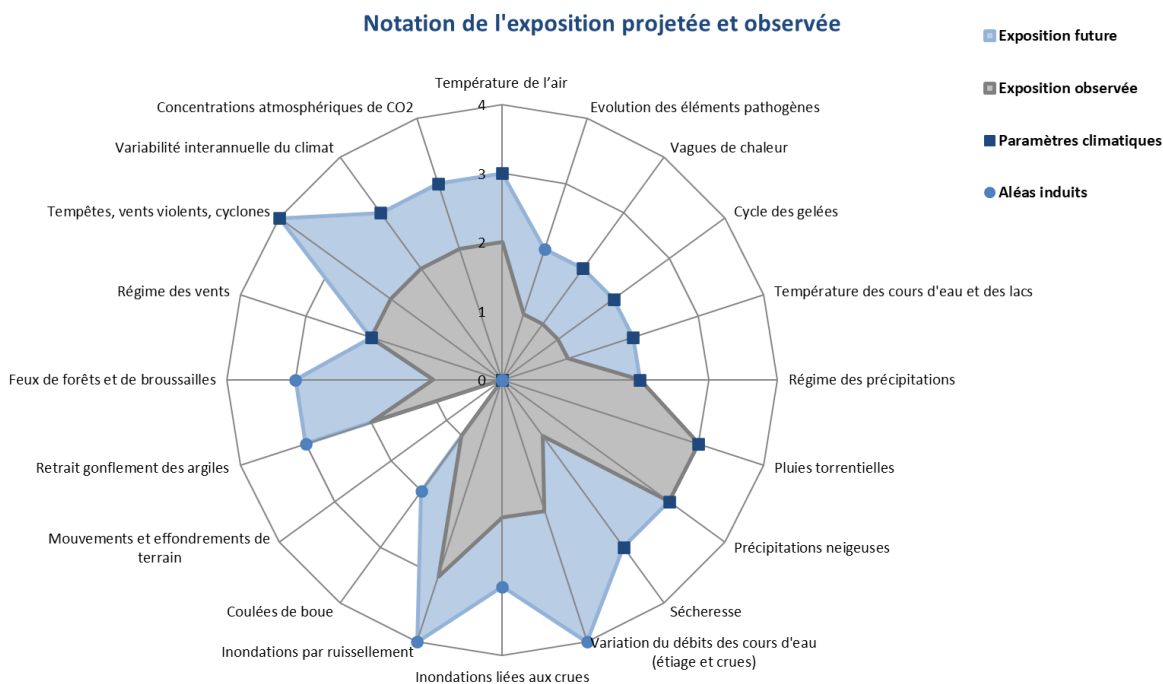 Notation de l'exposition projetée et observée
Exposition future
Exposition observée
Paramètres climatiques
Aléas induits
Température de l’air
Evolution des éléments pathogènes
Vagues de chaleur
Cycle des gelées
Température des cours d'eau et des lacs
Régime des précipitations
Pluies torrentielles
Précipitations neigeuses
Sécheresse
Variation du débits des cours d'eau
(étiage et crues)
Inondations liées aux crues
Inondations par ruissellement
Coulées de boue
Mouvements et effondrements de
terrain
Retrait gonflement des argiles
Feux de forêts et de broussailles
Régime des vents
Tempêtes, vents violents, cyclones
Variabilité interannuelle du climat
Concentrations atmosphériques de CO2
4
3
2
1
0